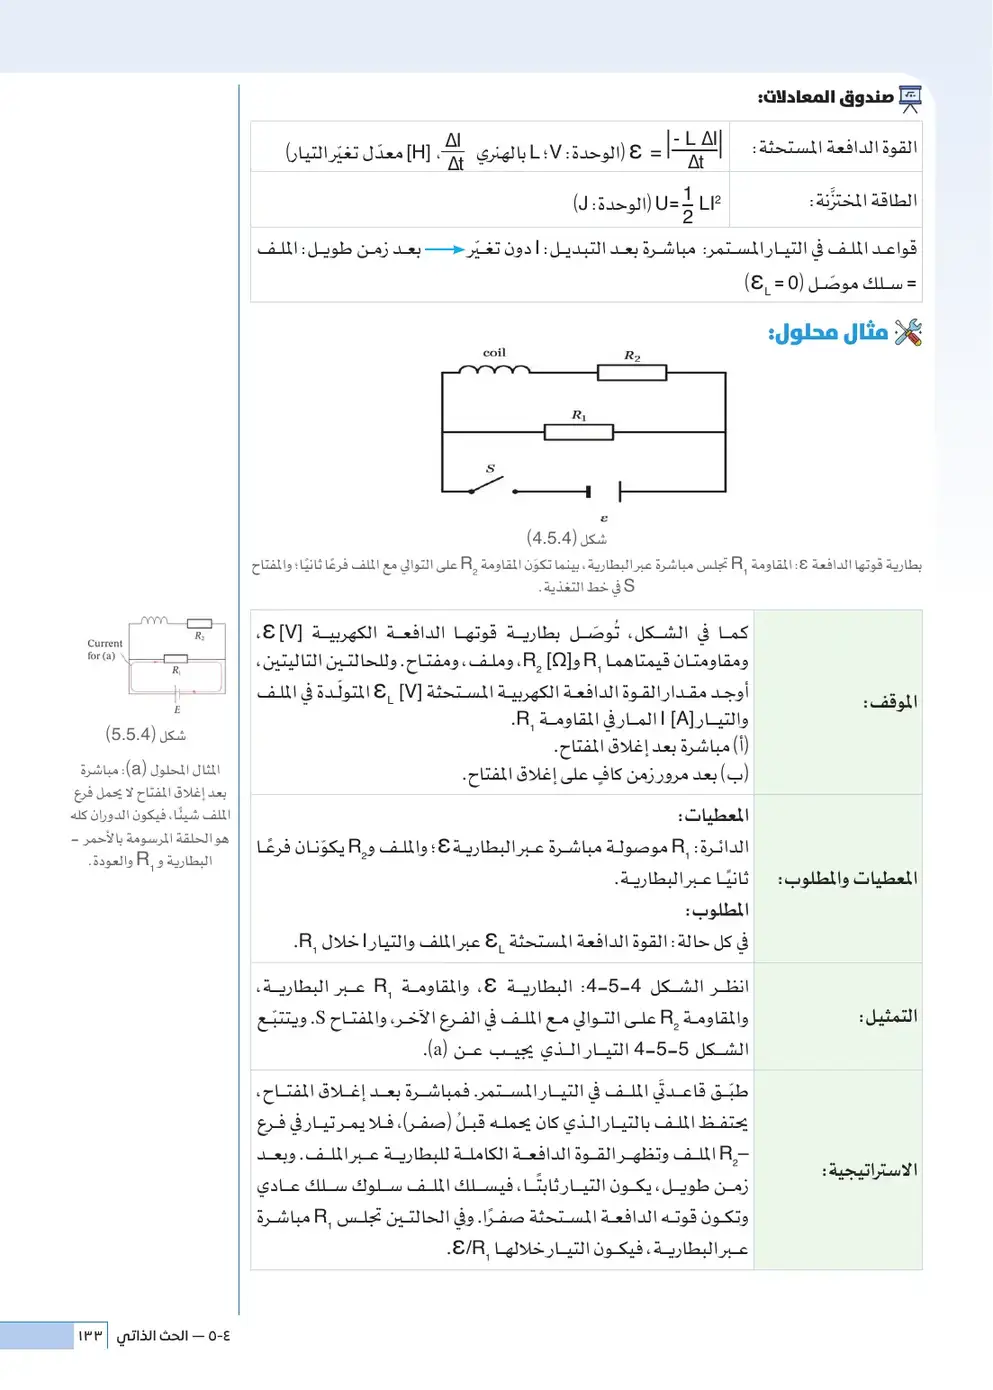 صندوق المعادلات:
القوة الدافعة المستحثة: Ɛ = |- L ΔI / Δt| (الوحدة: V؛ L بالهنري [H]، ΔI / Δt معدّل تغيّر التيار)
الطاقة المختزَّنة: U = 1/2 LI² (الوحدة: J)
قواعد الملف في التيار المستمر: مباشرة بعد التبديل: I دون تغيّر ⟶ بعد زمن طويل: الملف
= سلك موصّل (Ɛ_L = 0)
مثال محلول:
coil
R₂
R₁
S
ε
شكل (4.5.4)
بطارية قوتها الدافعة Ɛ: المقاومة R₁ تجلس مباشرة عبر البطارية، بينما تكوّن المقاومة R₂ على التوالي مع الملف فرعًا ثانيًا؛ والمفتاح
S في خط التغذية.
الموقف:
كما في الشكل، تُوصَل بطارية قوتها الدافعة الكهربية Ɛ [V]،
ومقاومتان قيمتاهما R₁ و R₂ [Ω]، وملف، ومفتاح. وللحالتين التاليتين،
أوجد مقدار القوة الدافعة الكهربية المستحثة Ɛ_L [V] المتولّدة في الملف
والتيار I [A] المار في المقاومة R₁.
(أ) مباشرة بعد إغلاق المفتاح.
(ب) بعد مرور زمن كافٍ على إغلاق المفتاح.
المعطيات والمطلوب:
المعطيات:
الدائرة: R₁ موصولة مباشرة عبر البطارية Ɛ؛ والملف و R₂ يكوّنان فرعًا
ثانيًا عبر البطارية.
المطلوب:
في كل حالة: القوة الدافعة المستحثة Ɛ_L عبر الملف والتيار I خلال R₁.
التمثيل:
انظر الشكل 4-5-4: البطارية Ɛ، والمقاومة R₁ عبر البطارية،
والمقاومة R₂ على التوالي مع الملف في الفرع الآخر، والمفتاح S. ويتتبّع
الشكل 5-5-4 التيار الذي يجيب عن (a).
الاستراتيجية:
طبّق قاعدتَي الملف في التيار المستمر. فمباشرة بعد إغلاق المفتاح،
يحتفظ الملف بالتيار الذي كان يحمله قبلُ (صفر)، فلا يمر تيار في فرع
R₂– الملف وتظهر القوة الدافعة الكاملة للبطارية عبر الملف. وبعد
زمن طويل، يكون التيار ثابتًا، فيسلك الملف سلوك سلك عادي
وتكون قوته الدافعة المستحثة صفرًا. وفي الحالتين تجلس R₁ مباشرة
عبر البطارية، فيكون التيار خلالها Ɛ/R₁.
R₂
Current
for (a)
R₁
E
شكل (5.5.4)
المثال المحلول (a): مباشرة
بعد إغلاق المفتاح لا يحمل فرع
الملف شيئًا، فيكون الدوران كله
هو الحلقة المرسومة بالأحمر –
البطارية و R₁ والعودة.
٤-٥ — الحث الذاتي
١٣٣